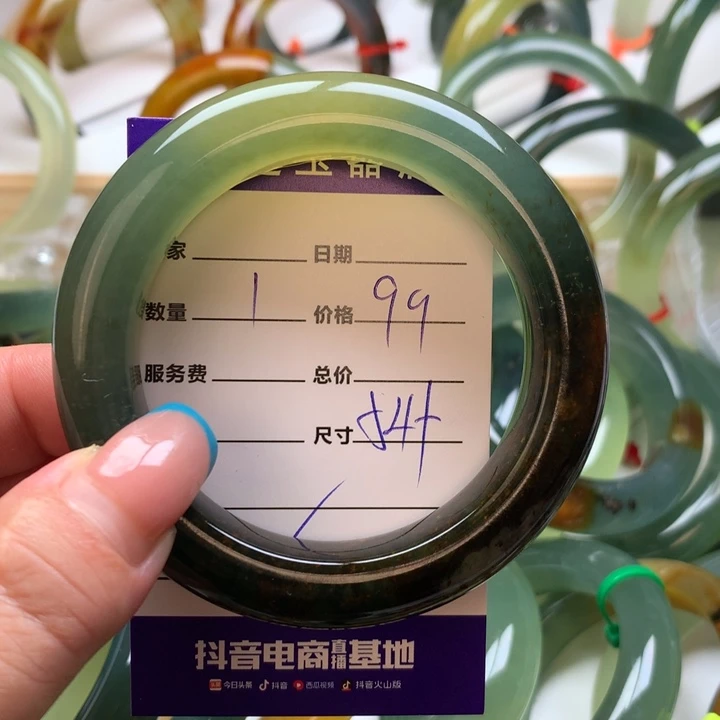 玉器
家 日期
数量 1 价格 99
服务费 总价
尺寸 54+
抖音电商直播基地
今日头条 抖音 西瓜视频 抖音火山版